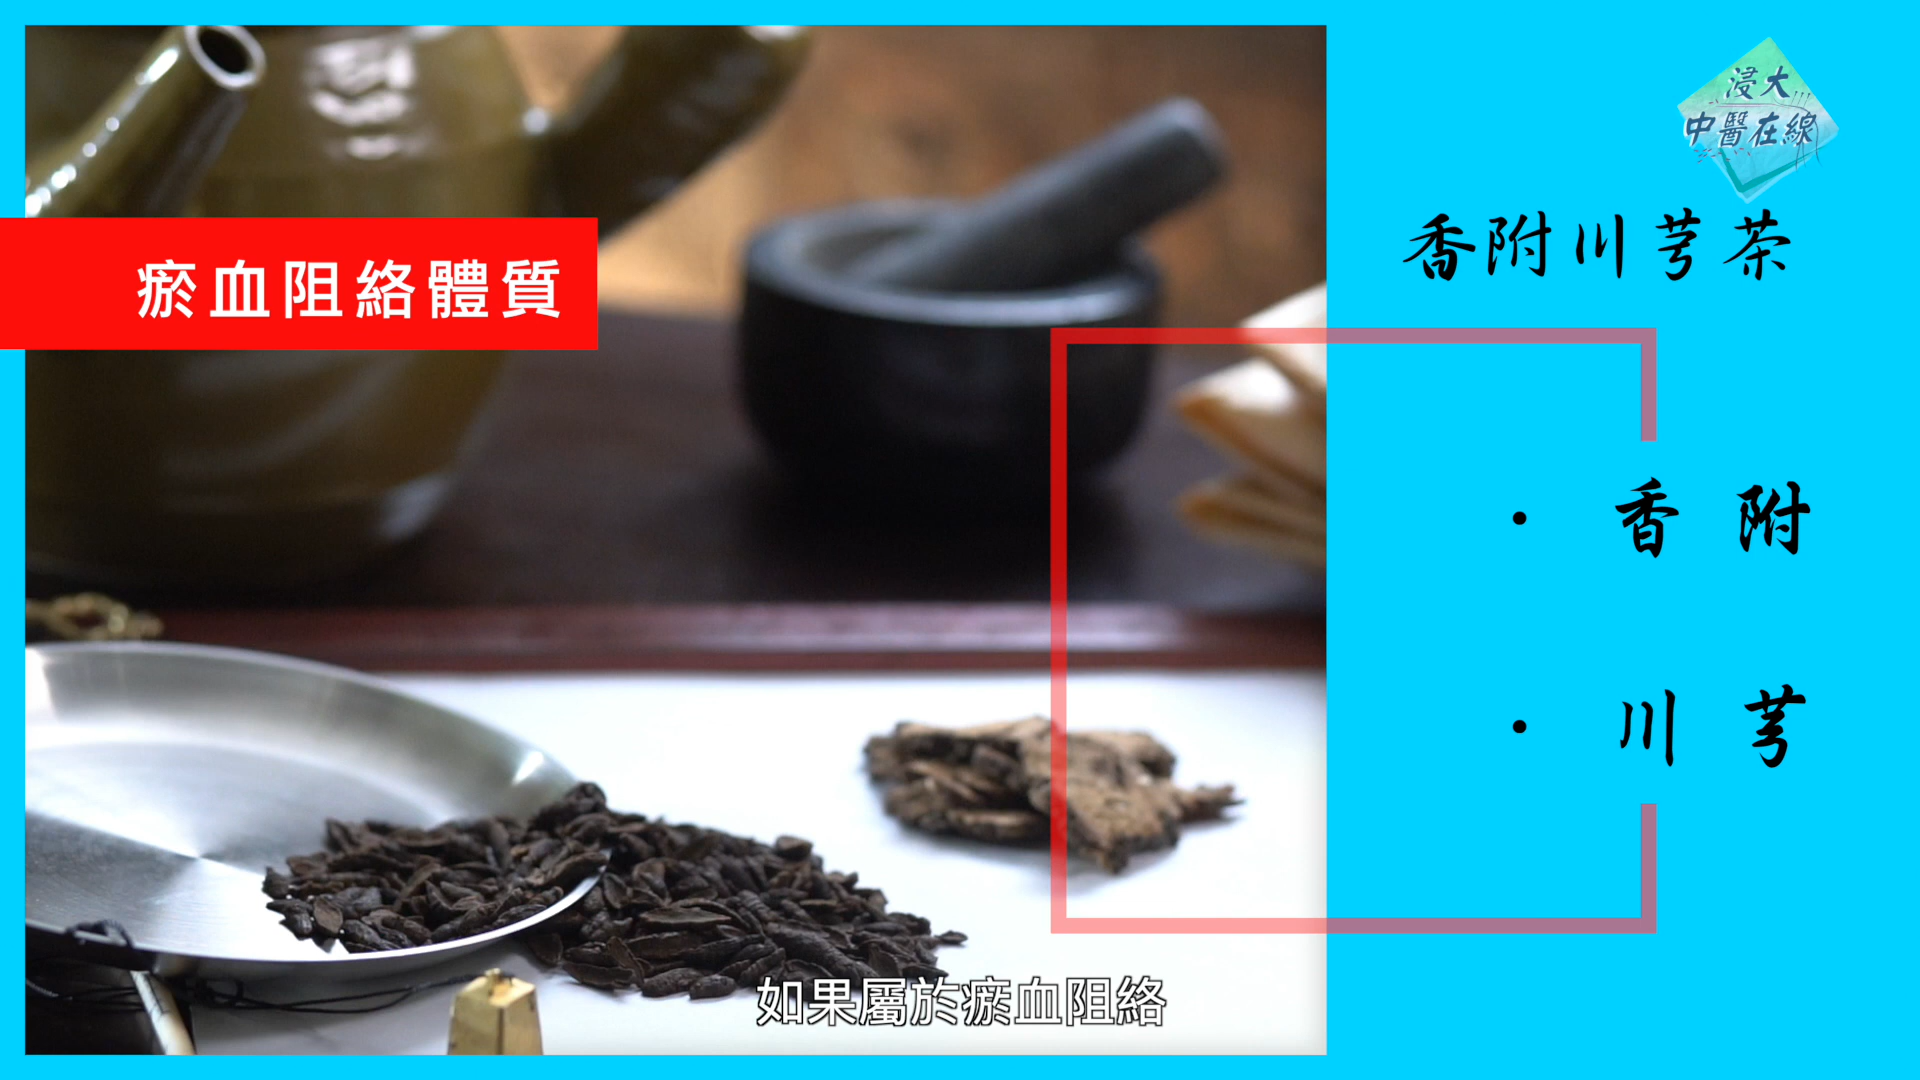 浸大
中醫在線
香附川芎茶
瘀血阻絡體質
· 香附
· 川芎
如果屬於瘀血阻絡